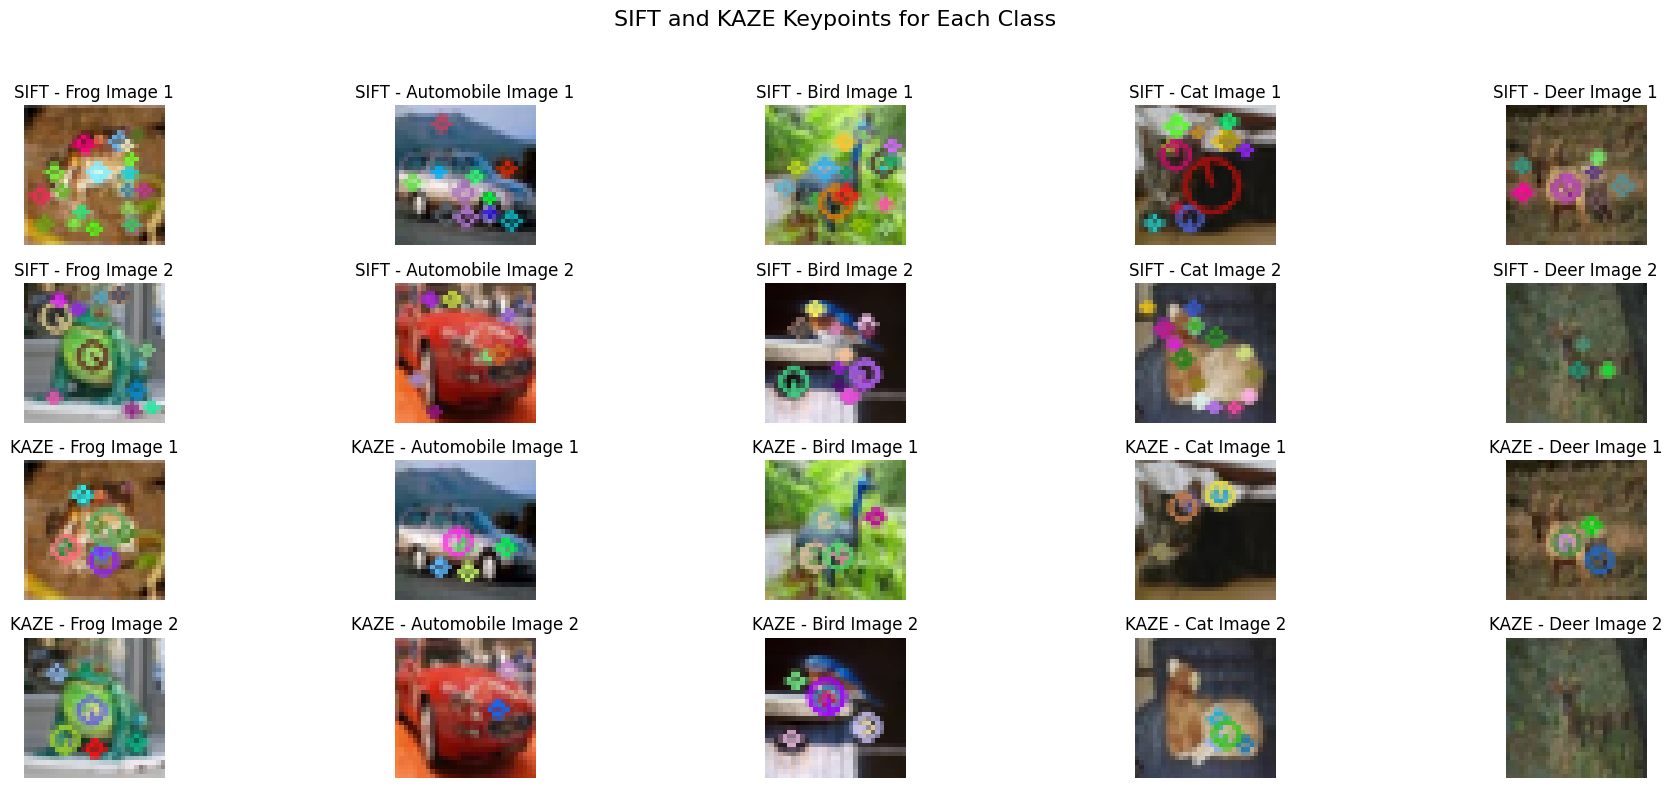 SIFT and KAZE Keypoints for Each Class
SIFT - Frog Image 1
SIFT - Automobile Image 1
SIFT - Bird Image 1
SIFT - Cat Image 1
SIFT - Deer Image 1
SIFT - Frog Image 2
SIFT - Automobile Image 2
SIFT - Bird Image 2
SIFT - Cat Image 2
SIFT - Deer Image 2
KAZE - Frog Image 1
KAZE - Automobile Image 1
KAZE - Bird Image 1
KAZE - Cat Image 1
KAZE - Deer Image 1
KAZE - Frog Image 2
KAZE - Automobile Image 2
KAZE - Bird Image 2
KAZE - Cat Image 2
KAZE - Deer Image 2